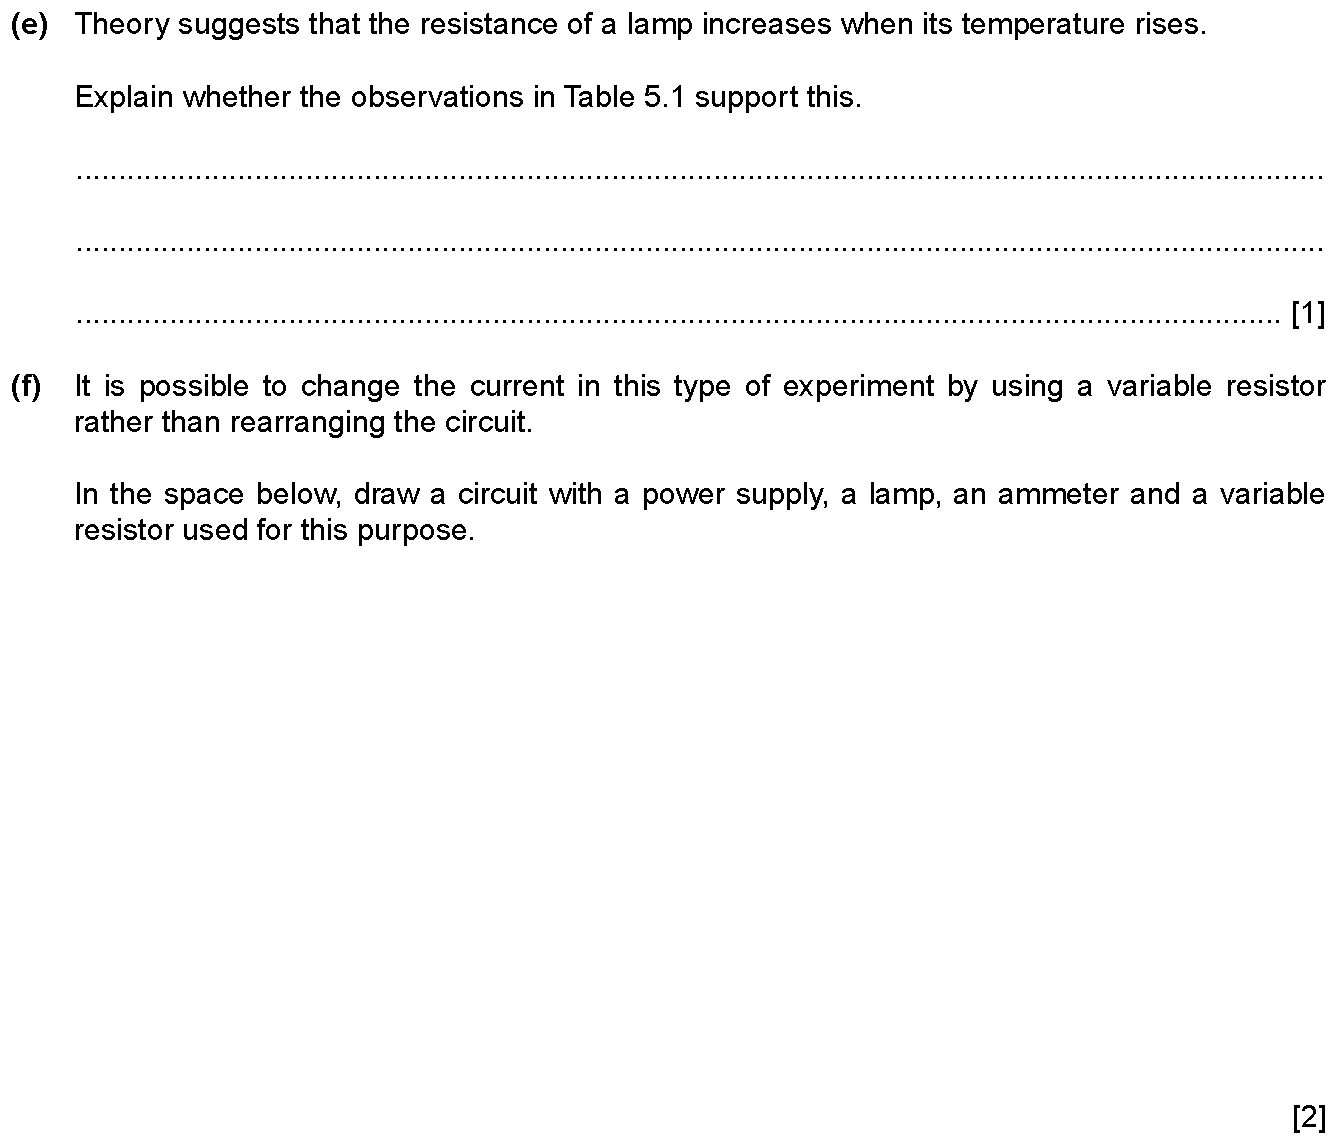 (e) Theory suggests that the resistance of a lamp increases when its temperature rises.
Explain whether the observations in Table 5.1 support this.
..........................................................................................................................................................
..........................................................................................................................................................
.................................................................................................................................................... [1]
(f) It is possible to change the current in this type of experiment by using a variable resistor
rather than rearranging the circuit.
In the space below, draw a circuit with a power supply, a lamp, an ammeter and a variable
resistor used for this purpose.
[2]